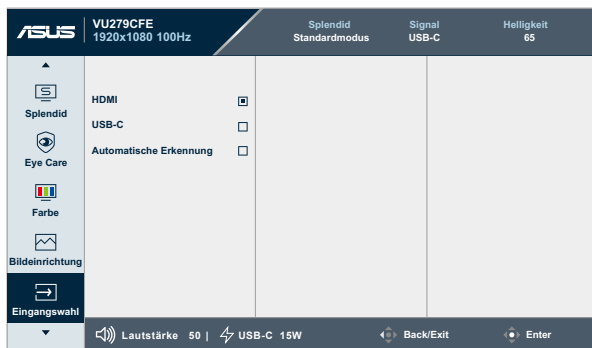 ASUS
VU279CFE
1920x1080 100Hz
Splendid
Standardmodus
Signal
USB-C
Helligkeit
65
Splendid
Eye Care
Farbe
Bildeinrichtung
Eingangswahl
HDMI
USB-C
Automatische Erkennung
Lautstärke 50 | USB-C 15W
Back/Exit
Enter